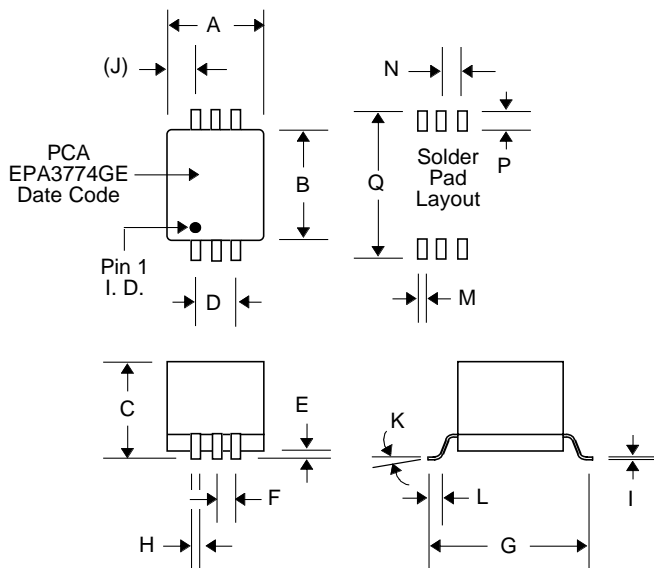 A
(J)
N
PCA
EPA3774GE
Date Code
B
Q
Solder
Pad
Layout
P
Pin 1
I. D.
D
M
C
E
K
F
L
I
H
G